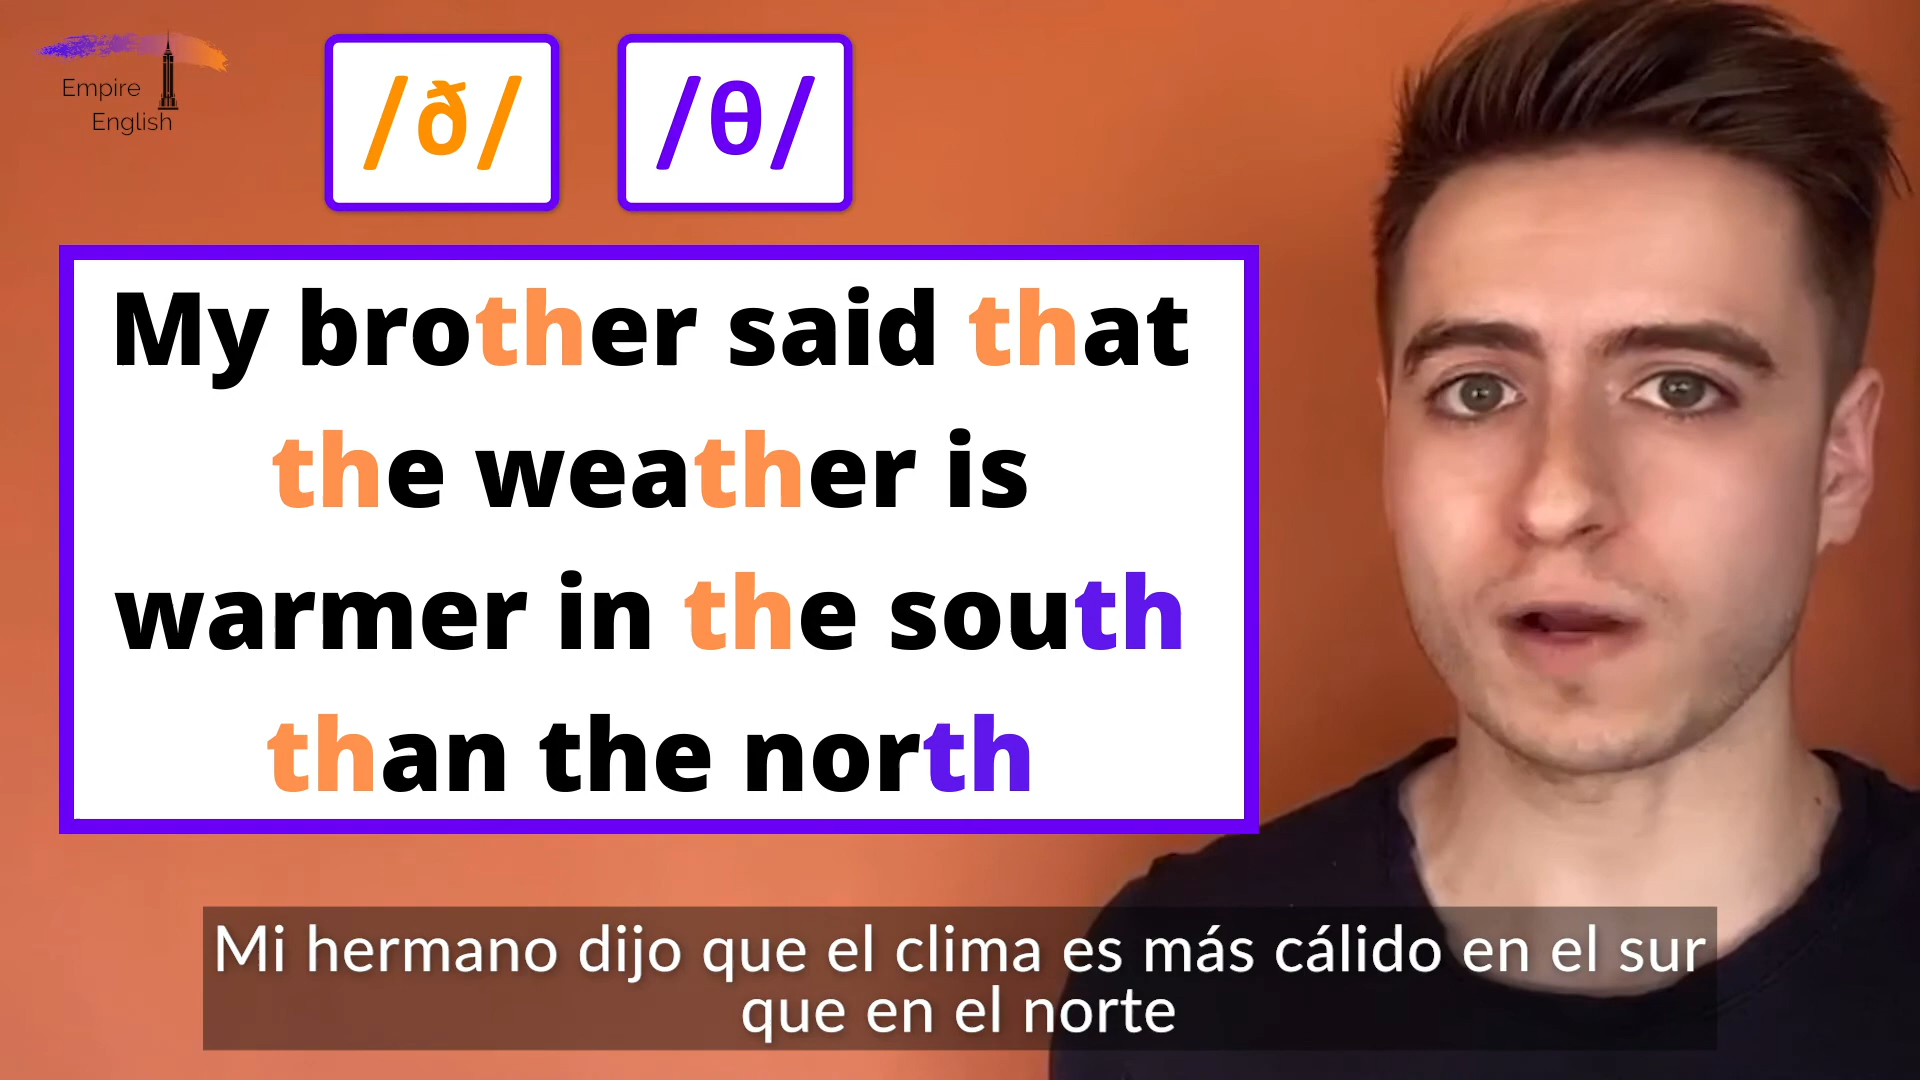 Empire
English
/ð/ /θ/
My brother said that
the weather is
warmer in the south
than the north
Mi hermano dijo que el clima es más cálido en el sur
que en el norte